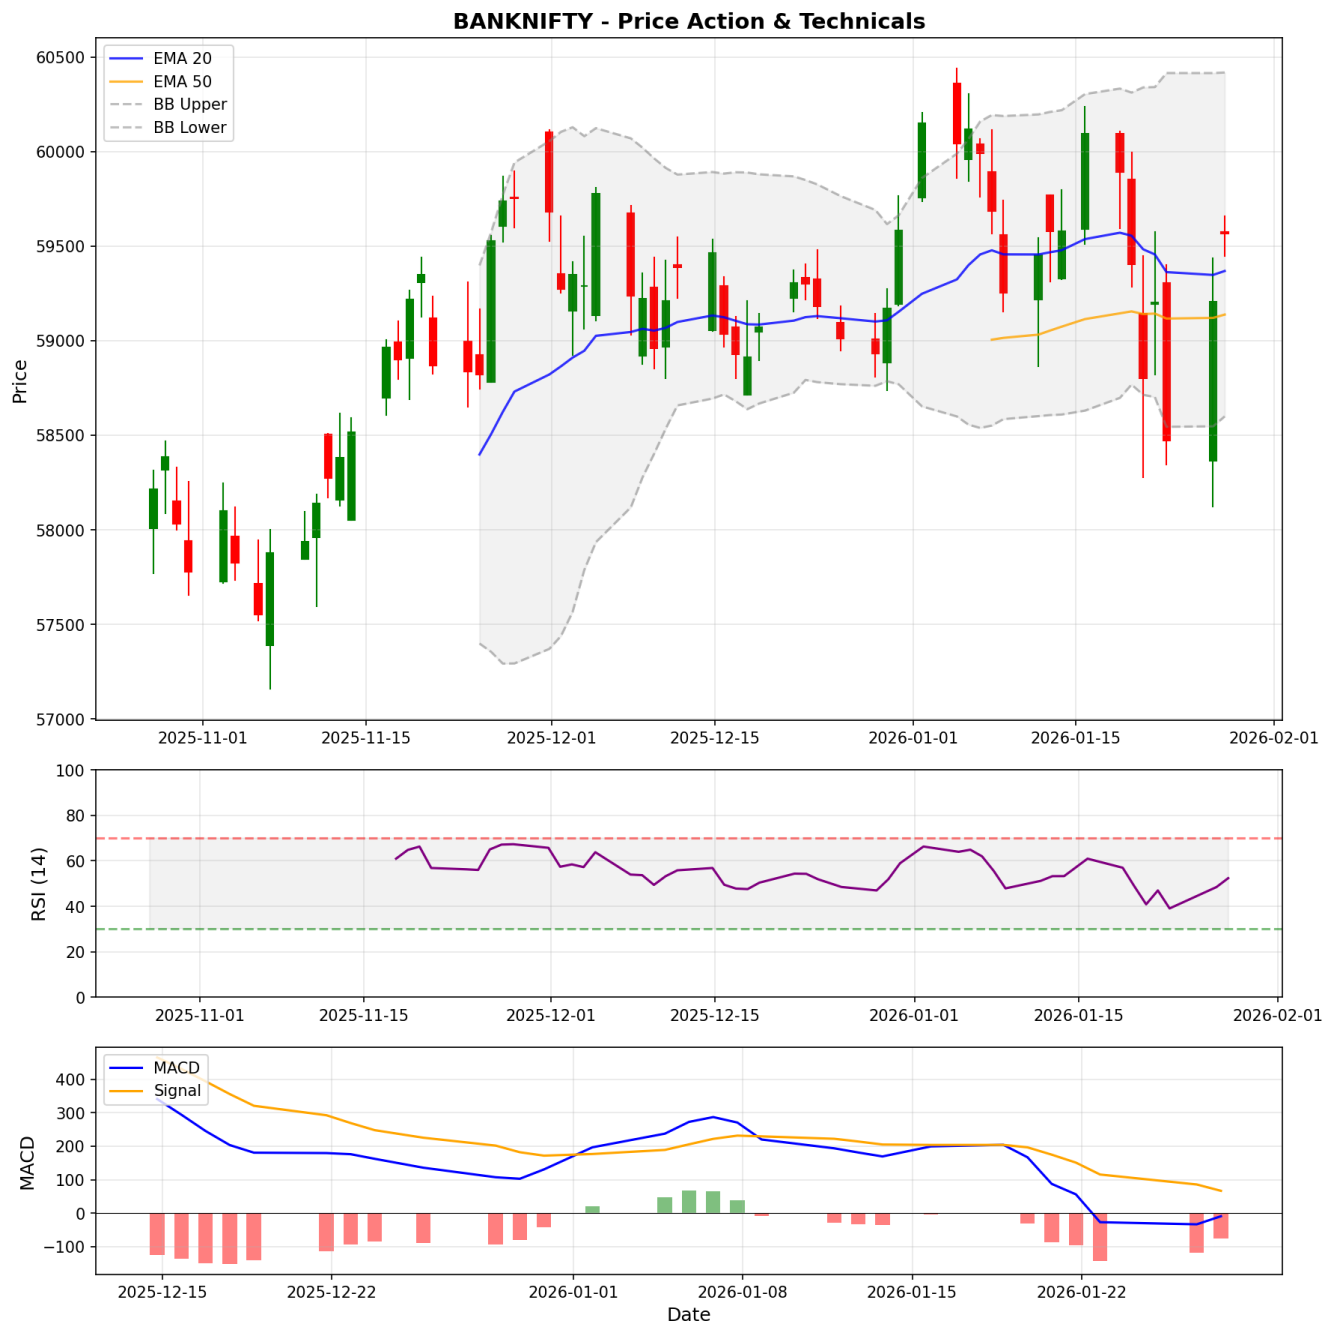 BANKNIFTY - Price Action & Technicals
EMA 20
EMA 50
BB Upper
BB Lower
Price
60500
60000
59500
59000
58500
58000
57500
57000
2025-11-01 2025-11-15 2025-12-01 2025-12-15 2026-01-01 2026-01-15 2026-02-01
RSI (14)
100
80
60
40
20
0
2025-11-01 2025-11-15 2025-12-01 2025-12-15 2026-01-01 2026-01-15 2026-02-01
MACD
Signal
MACD
400
300
200
100
0
−100
2025-12-15 2025-12-22 2026-01-01 2026-01-08 2026-01-15 2026-01-22
Date